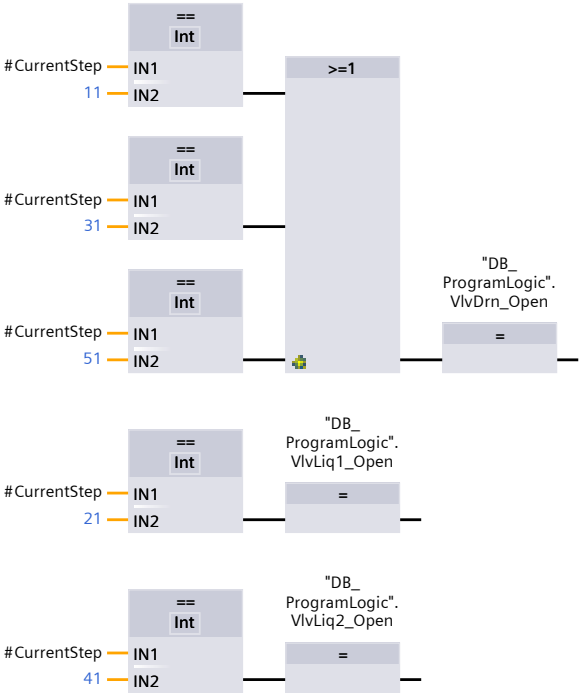 ==
Int
#CurrentStep IN1
11 IN2
>=1
==
Int
#CurrentStep IN1
31 IN2
==
Int
#CurrentStep IN1
51 IN2
"DB_
ProgramLogic".
VlvDrn_Open
=
==
Int
#CurrentStep IN1
21 IN2
"DB_
ProgramLogic".
VlvLiq1_Open
=
==
Int
#CurrentStep IN1
41 IN2
"DB_
ProgramLogic".
VlvLiq2_Open
=